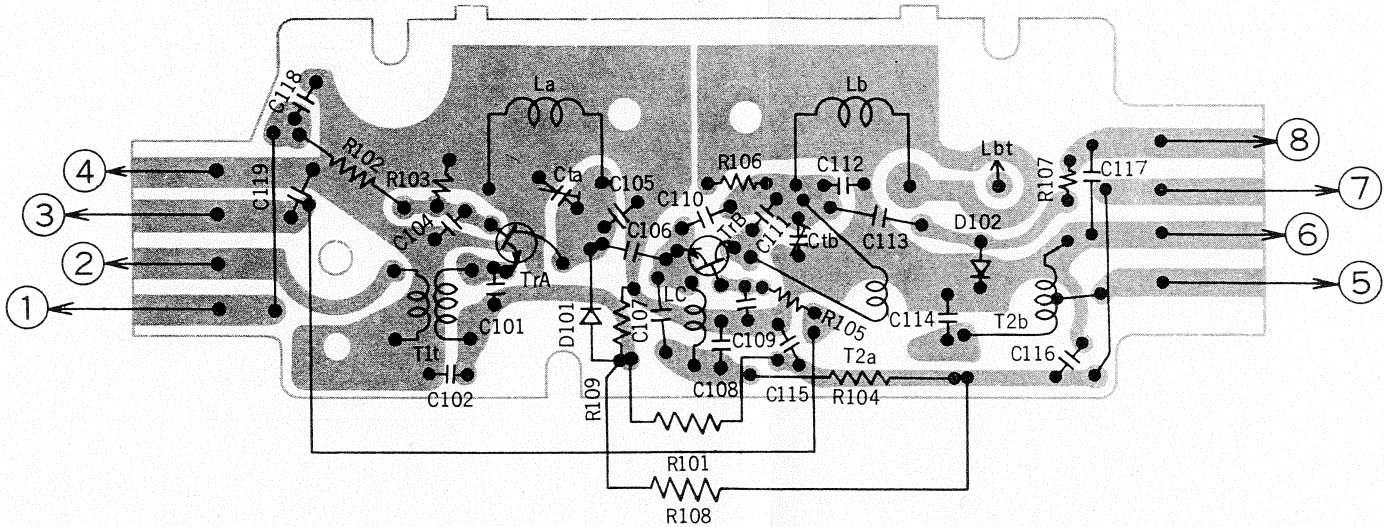 La
Lb
C118
R102
R103
Cta
C105
R106
C112
Lbt
R107
C117
8
4
C119
C110
7
3
C104
C106
TrB
C111
Ctb
C113
D102
6
2
TrA
LC
5
1
C101
T1t
D101
C107
C109
R105
C114
T2b
T2a
C116
C102
R109
C108
C115
R104
R101
R108